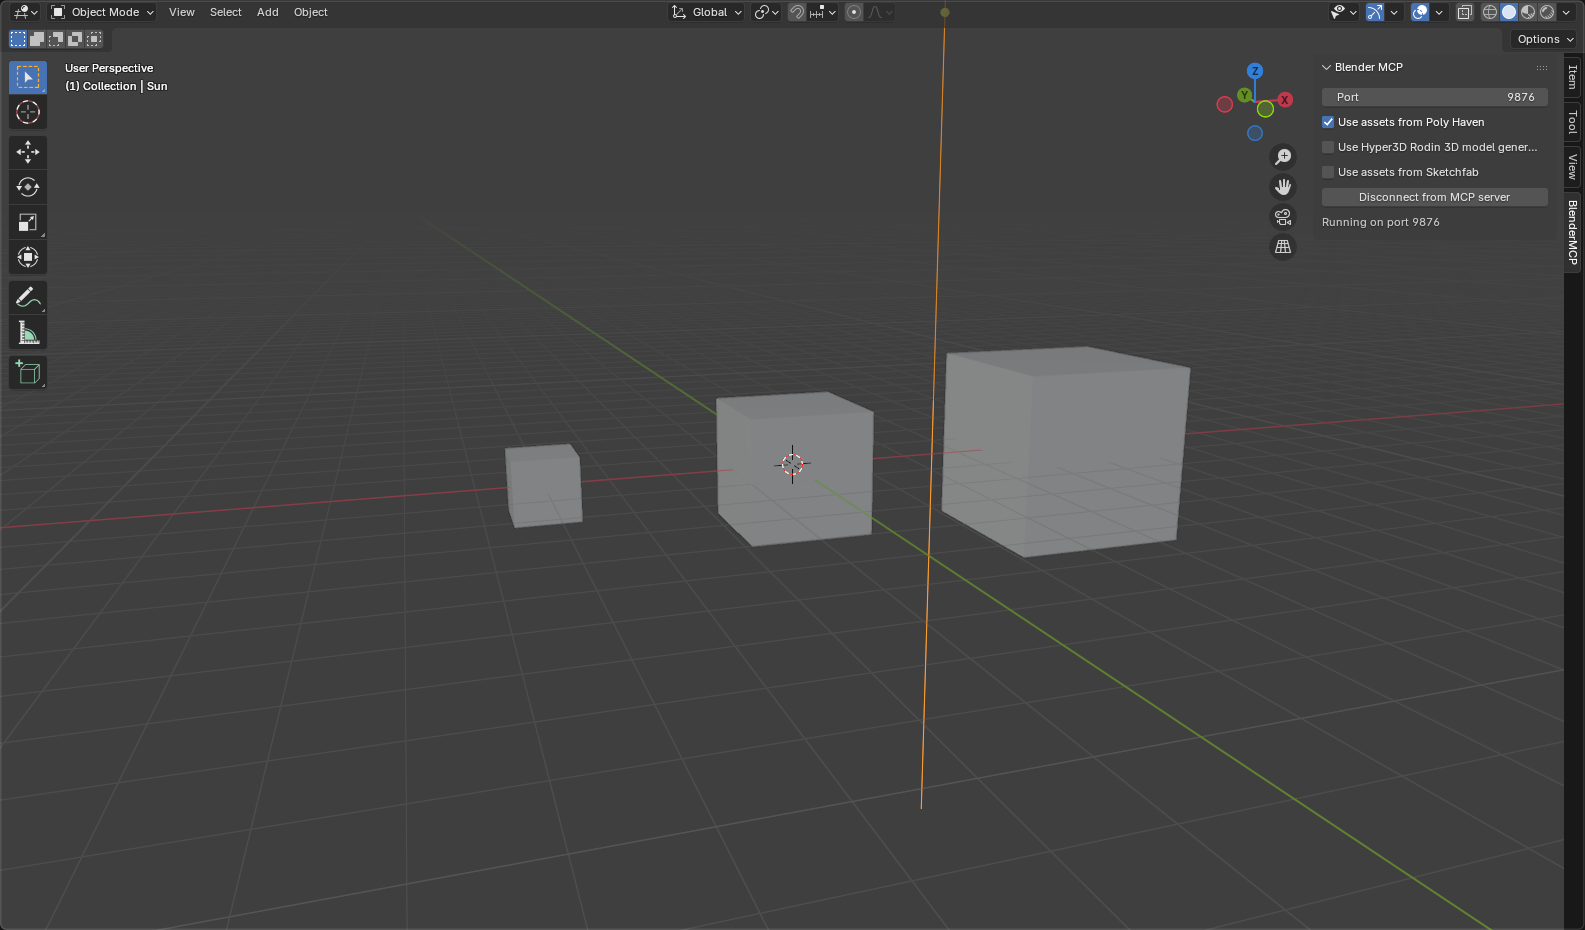 Object Mode View Select Add Object Global
Options
User Perspective
(1) Collection | Sun
Z
Y
X
Blender MCP
Port 9876
Use assets from Poly Haven
Use Hyper3D Rodin 3D model gener...
Use assets from Sketchfab
Disconnect from MCP server
Running on port 9876
Item
Tool
View
BlenderMCP